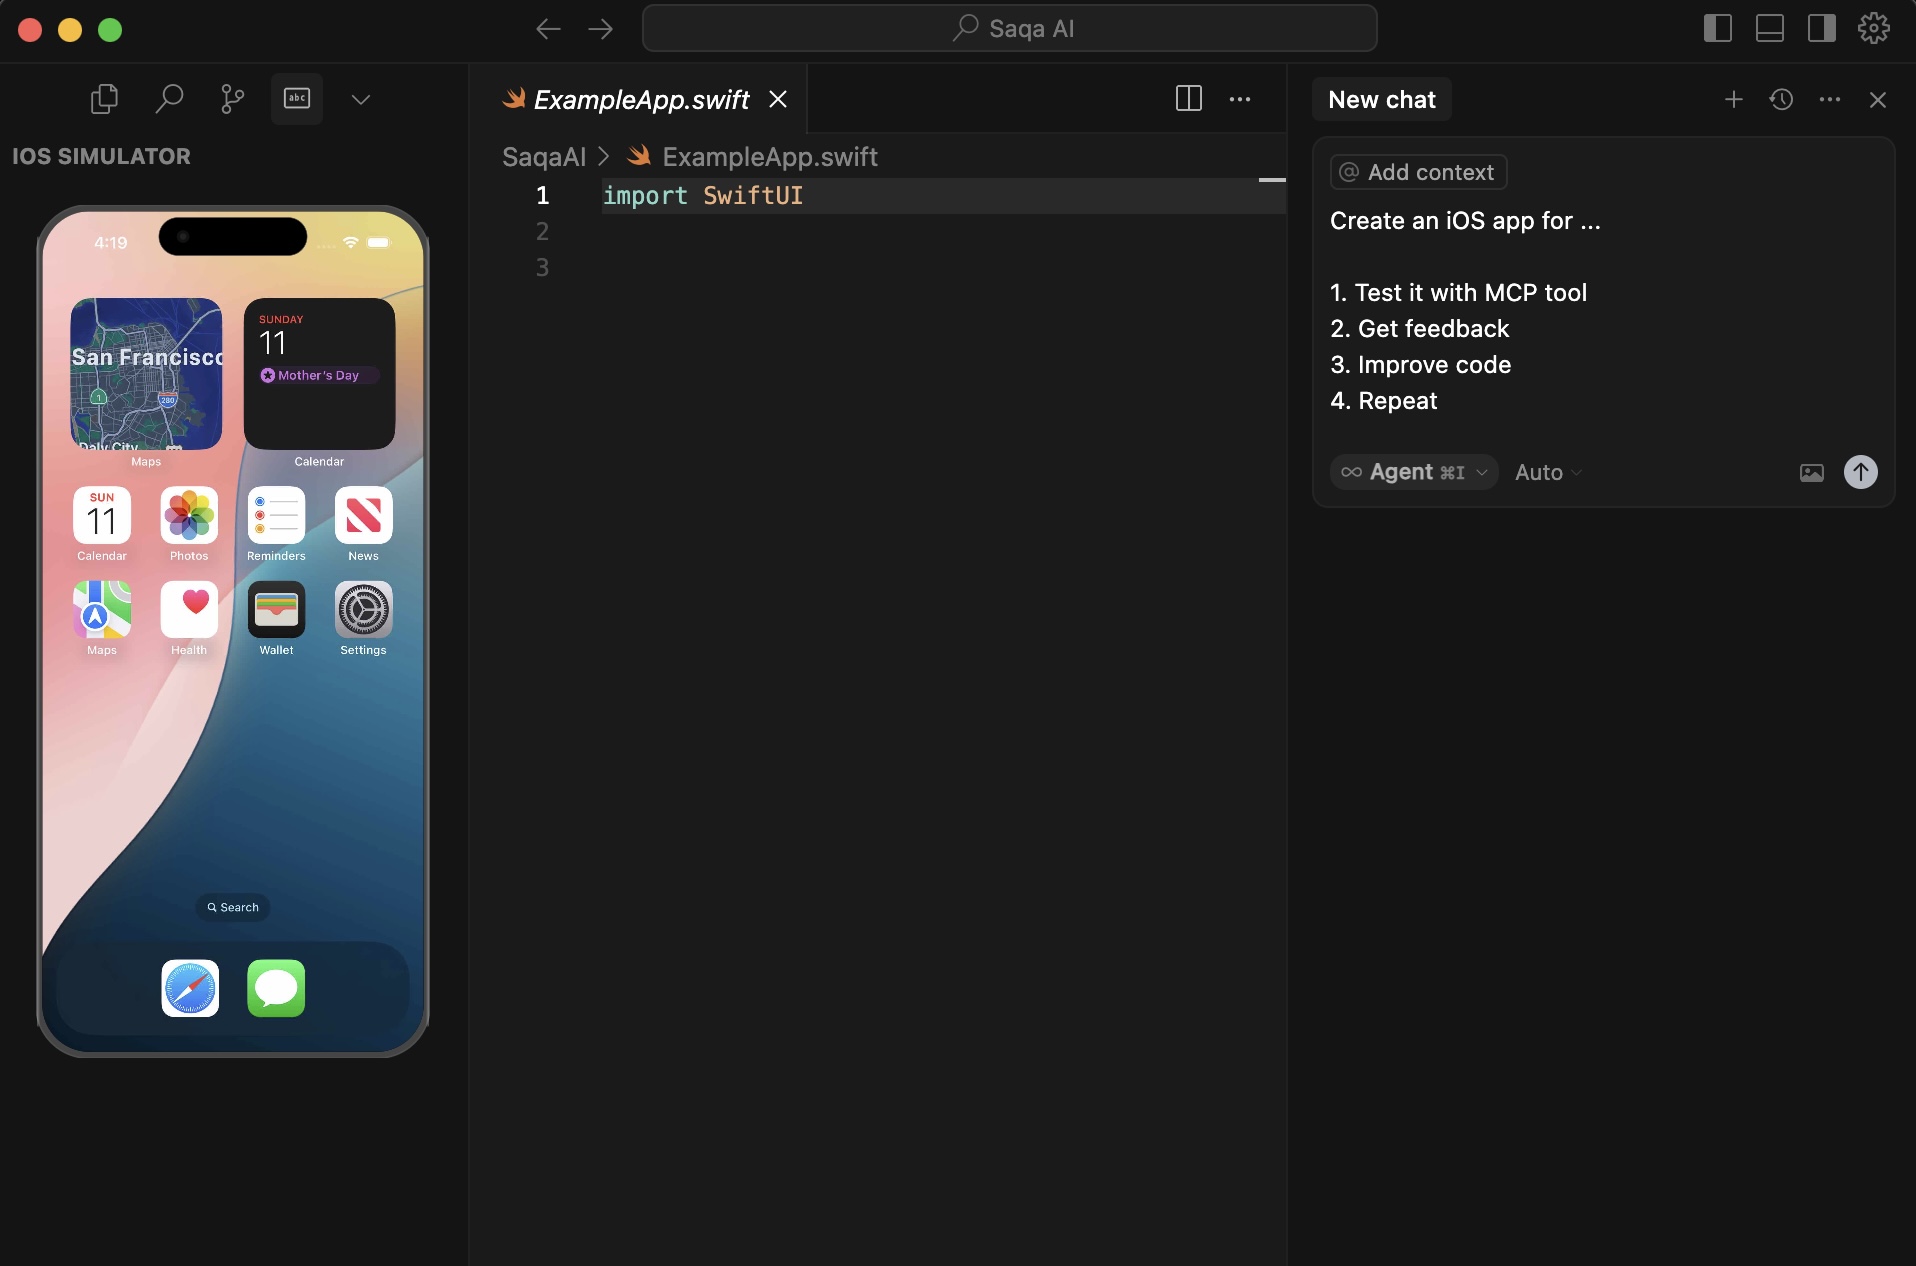 Saqa AI
abc
IOS SIMULATOR
4:19
San Francisco
1
280
Daly City
Maps
SUNDAY
11
Mother's Day
Calendar
SUN
11
Calendar
Photos
Reminders
News
Maps
Health
Wallet
Settings
Search
ExampleApp.swift
SaqaAI > ExampleApp.swift
1 import SwiftUI
2
3
New chat
@ Add context
Create an iOS app for ...
1. Test it with MCP tool
2. Get feedback
3. Improve code
4. Repeat
∞ Agent ⌘I Auto